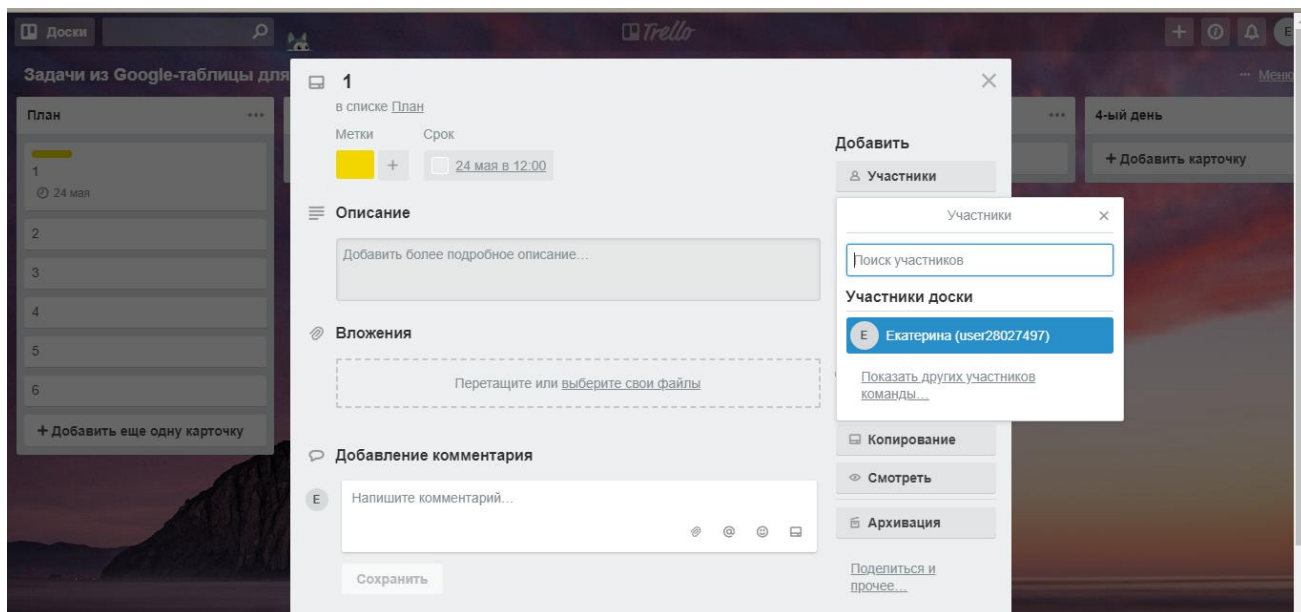 Доски
Trello
Е
Задачи из Google-таблицы для
Меню
План
1
24 мая
2
3
4
5
6
+ Добавить еще одну карточку
1
в списке План
Метки
Срок
+
24 мая в 12:00
Описание
Добавить более подробное описание…
Вложения
Перетащите или выберите свои файлы
Добавление комментария
Е
Напишите комментарий…
@
Сохранить
Добавить
Участники
Участники
Поиск участников
Участники доски
Е Екатерина (user28027497)
Показать других участников
команды…
Копирование
Смотреть
Архивация
Поделиться и
прочее…
4-ый день
+ Добавить карточку